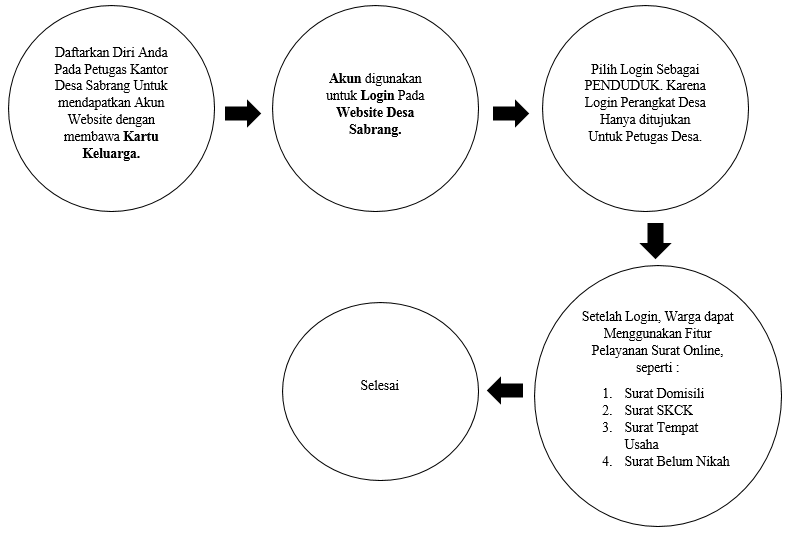 Daftarkan Diri Anda
Pada Petugas Kantor
Desa Sabrang Untuk
mendapatkan Akun
Website dengan
membawa Kartu
Keluarga.
Akun digunakan
untuk Login Pada
Website Desa
Sabrang.
Pilih Login Sebagai
PENDUDUK. Karena
Login Perangkat Desa
Hanya ditujukan
Untuk Petugas Desa.
Setelah Login, Warga dapat
Menggunakan Fitur
Pelayanan Surat Online,
seperti :
1. Surat Domisili
2. Surat SKCK
3. Surat Tempat
Usaha
4. Surat Belum Nikah
Selesai